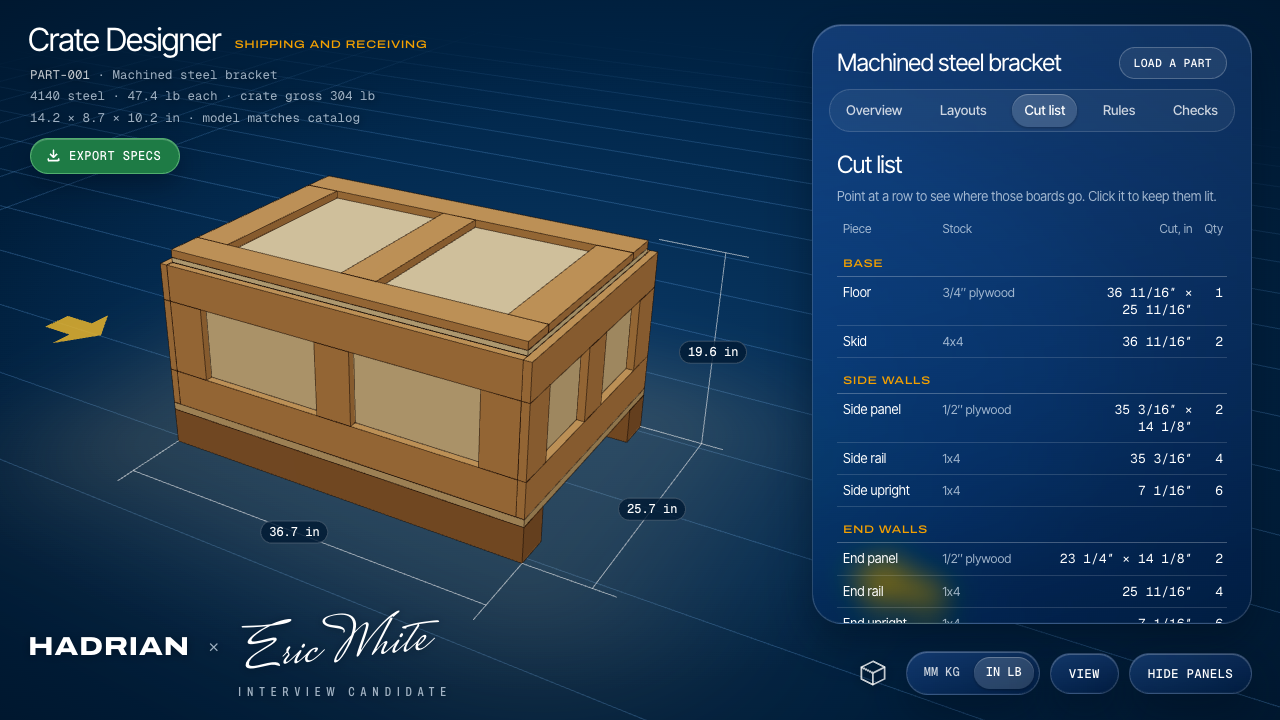 Crate Designer SHIPPING AND RECEIVING
PART-001 · Machined steel bracket
4140 steel · 47.4 lb each · crate gross 304 lb
14.2 × 8.7 × 10.2 in · model matches catalog
EXPORT SPECS
19.6 in
25.7 in
36.7 in
HADRIAN × Eric White
INTERVIEW CANDIDATE
Machined steel bracket LOAD A PART
Overview Layouts Cut list Rules Checks
Cut list
Point at a row to see where those boards go. Click it to keep them lit.
Piece Stock Cut, in Qty
BASE
Floor 3/4″ plywood 36 11/16″ × 1
25 11/16″
Skid 4x4 36 11/16″ 2
SIDE WALLS
Side panel 1/2″ plywood 35 3/16″ × 2
14 1/8″
Side rail 1x4 35 3/16″ 4
Side upright 1x4 7 1/16″ 6
END WALLS
End panel 1/2″ plywood 23 1/4″ × 14 1/8″ 2
End rail 1x4 25 11/16″ 4
End upright 1x4 7 1/16″ 6
MM KG IN LB VIEW HIDE PANELS